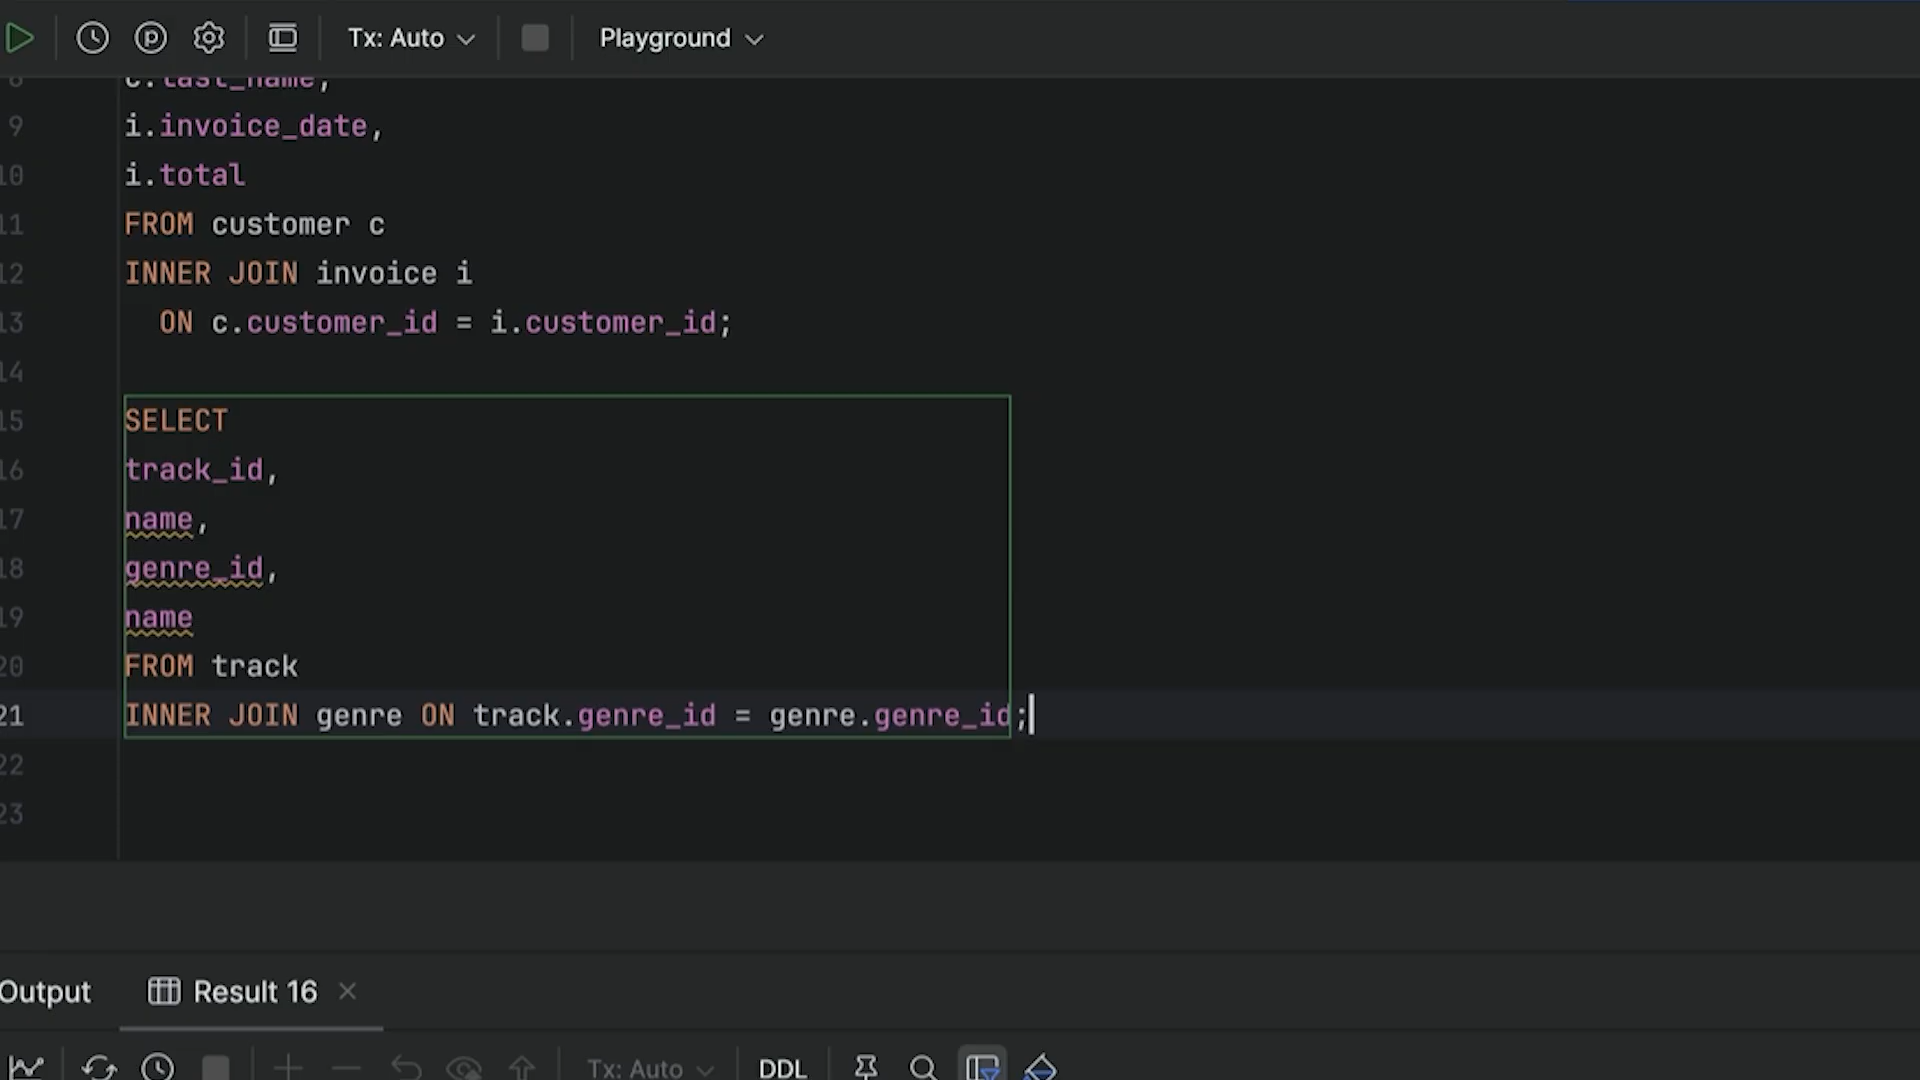 Tx: Auto
Playground
8 c.last_name,
9 i.invoice_date,
10 i.total
11 FROM customer c
12 INNER JOIN invoice i
13 ON c.customer_id = i.customer_id;
14
15 SELECT
16 track_id,
17 name,
18 genre_id,
19 name
20 FROM track
21 INNER JOIN genre ON track.genre_id = genre.genre_id;
22
23
Output
Result 16
Tx: Auto
DDL